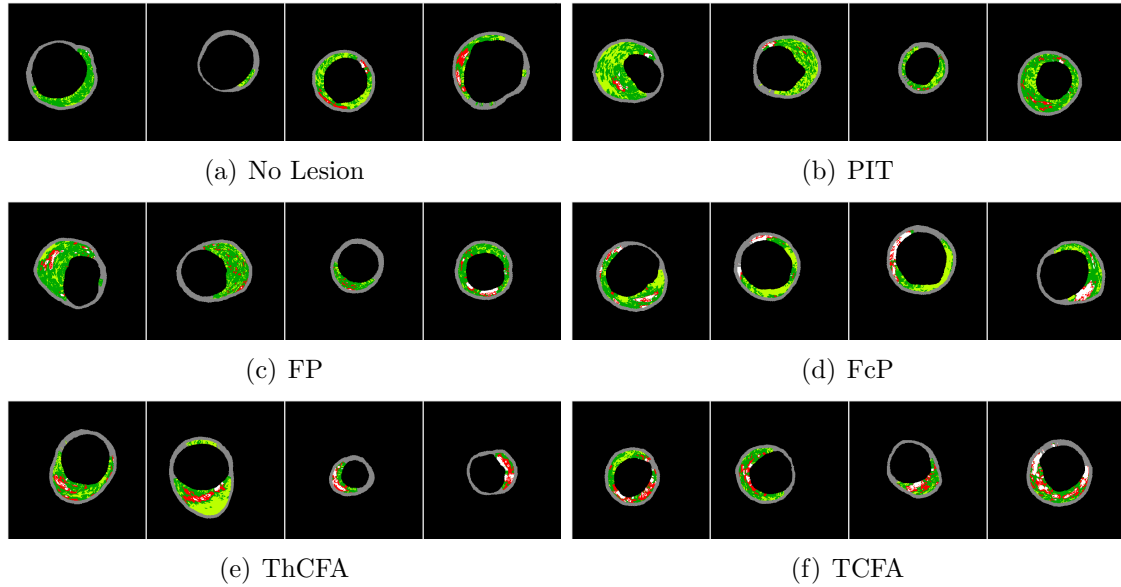 (a) No Lesion
(b) PIT
(c) FP
(d) FcP
(e) ThCFA
(f) TCFA